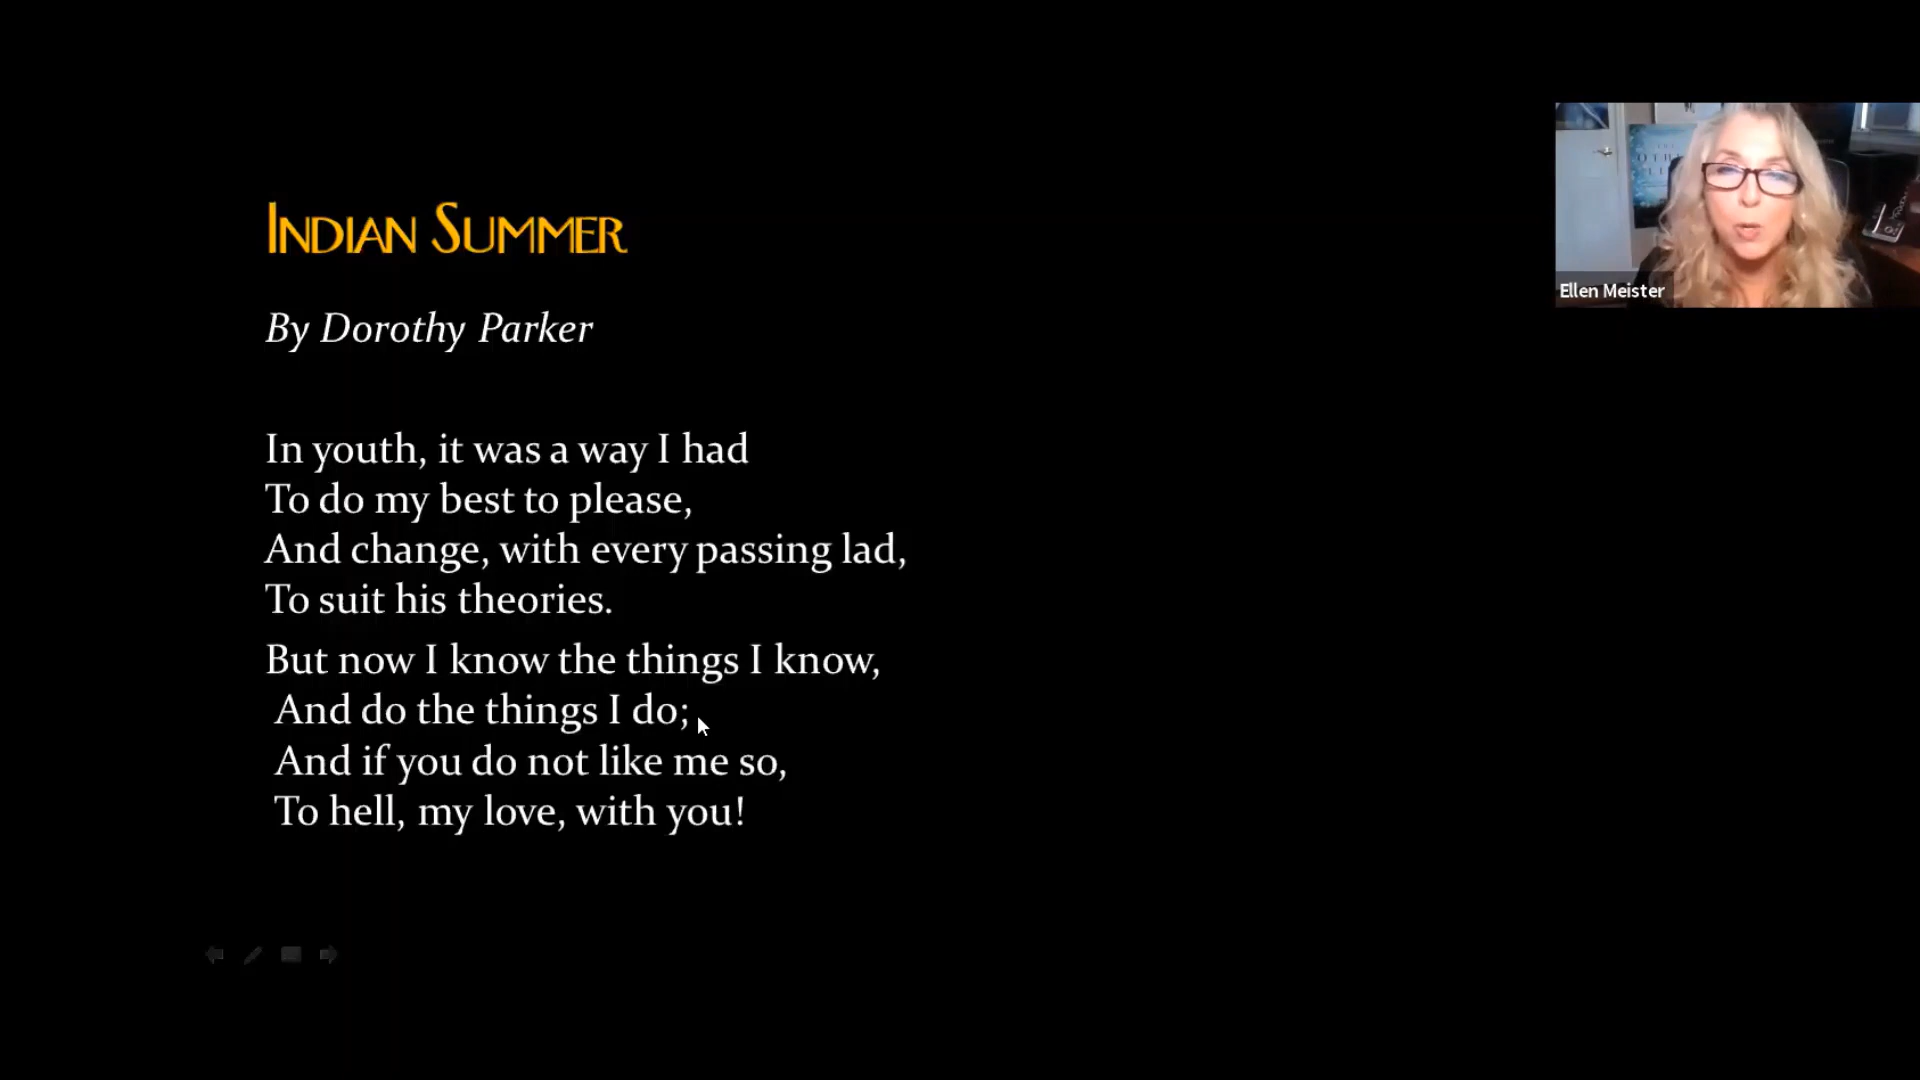 Indian Summer
By Dorothy Parker
In youth, it was a way I had
To do my best to please,
And change, with every passing lad,
To suit his theories.
But now I know the things I know,
And do the things I do;
And if you do not like me so,
To hell, my love, with you!
Ellen Meister